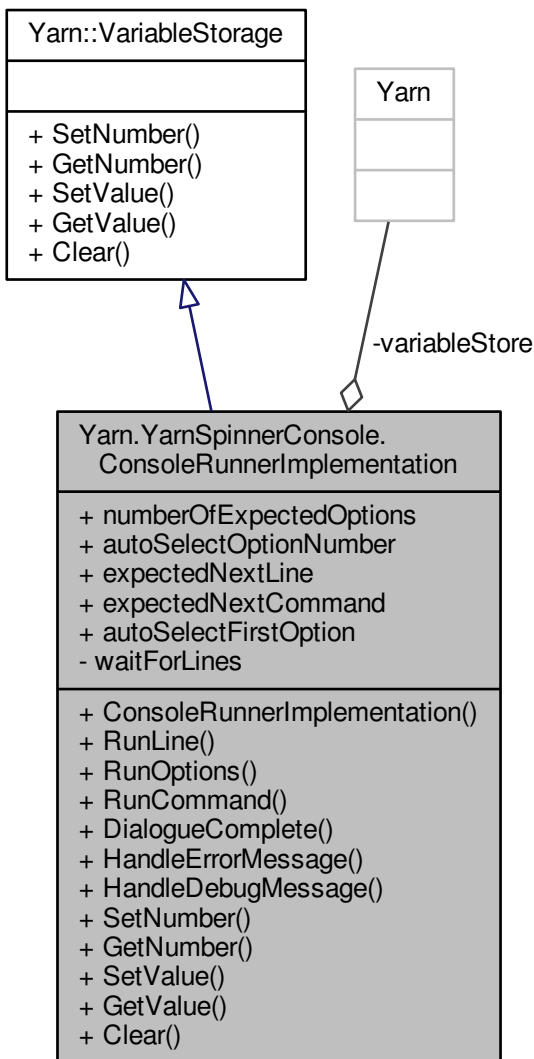 Yarn::VariableStorage
+ SetNumber()
+ GetNumber()
+ SetValue()
+ GetValue()
+ Clear()
Yarn
-variableStore
Yarn.YarnSpinnerConsole.
ConsoleRunnerImplementation
+ numberOfExpectedOptions
+ autoSelectOptionNumber
+ expectedNextLine
+ expectedNextCommand
+ autoSelectFirstOption
- waitForLines
+ ConsoleRunnerImplementation()
+ RunLine()
+ RunOptions()
+ RunCommand()
+ DialogueComplete()
+ HandleErrorMessage()
+ HandleDebugMessage()
+ SetNumber()
+ GetNumber()
+ SetValue()
+ GetValue()
+ Clear()